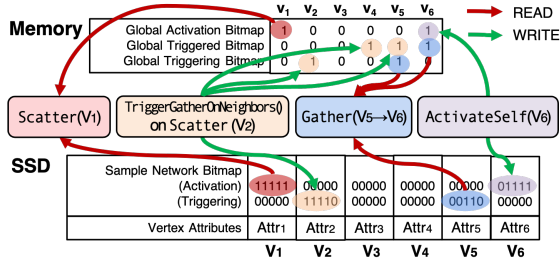 V1 V2 V3 V4 V5 V6 READ
Memory WRITE
Global Activation Bitmap 1 0 0 0 0 1
Global Triggered Bitmap 0 0 0 1 1 1
Global Triggering Bitmap 0 1 0 0 1 0
Scatter(V1) TriggerGatherOnNeighbors() on Scatter(V2) Gather(V5→V6) ActivateSelf(V6)
SSD
Sample Network Bitmap
(Activation) 11111 00000 00000 00000 00000 01111
(Triggering) 00000 11110 00000 00000 00110 00000
Vertex Attributes Attr1 Attr2 Attr3 Attr4 Attr5 Attr6
V1 V2 V3 V4 V5 V6